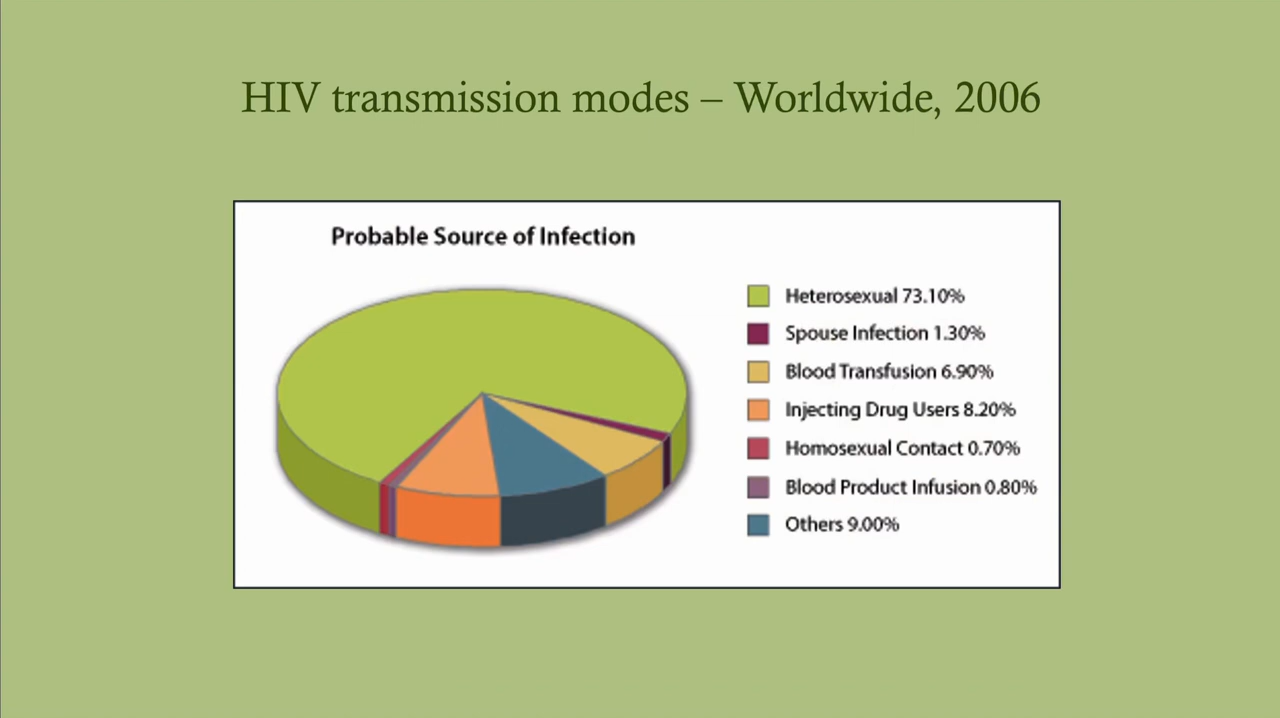 HIV transmission modes – Worldwide, 2006
Probable Source of Infection
Heterosexual 73.10%
Spouse Infection 1.30%
Blood Transfusion 6.90%
Injecting Drug Users 8.20%
Homosexual Contact 0.70%
Blood Product Infusion 0.80%
Others 9.00%